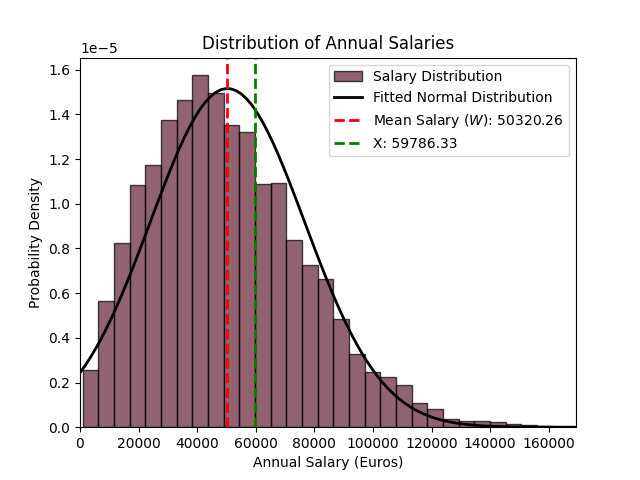 Distribution of Annual Salaries
1e−5
1.6
1.4
1.2
1.0
0.8
0.6
0.4
0.2
0.0
Probability Density
Salary Distribution
Fitted Normal Distribution
Mean Salary (W): 50320.26
X: 59786.33
0 20000 40000 60000 80000 100000 120000 140000 160000
Annual Salary (Euros)